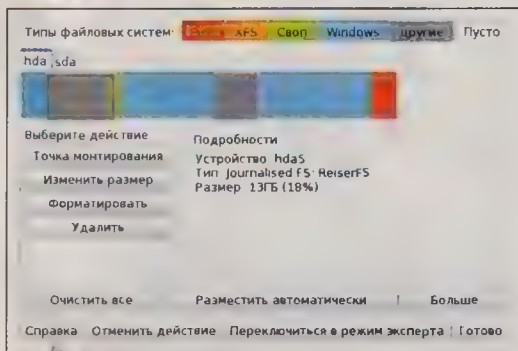 Типы файловых систем: XFS Своп Windows другие Пусто
hda sda
Выберите действие
Точка монтирования
Изменить размер
Форматировать
Удалить
Подробности
Устройство hda5
Тип Journalised FS: ReiserFS
Размер 13ГБ (18%)
Очистить все Разместить автоматически Больше
Справка Отменить действие Переключиться в режим эксперта Готово